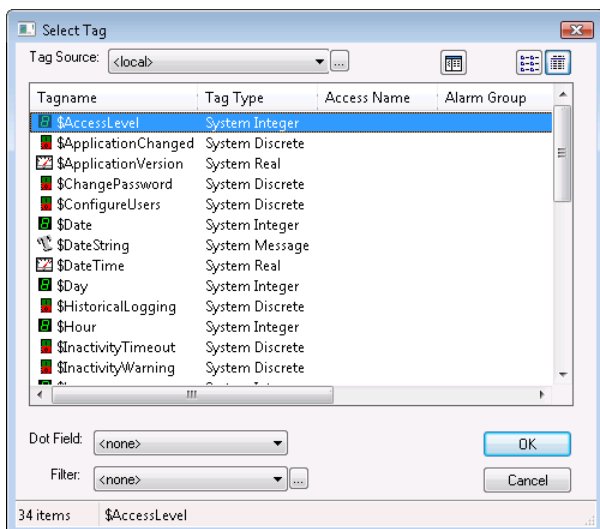 Select Tag
Tag Source: <local> ...
Tagname Tag Type Access Name Alarm Group
$AccessLevel System Integer
$ApplicationChanged System Discrete
$ApplicationVersion System Real
$ChangePassword System Discrete
$ConfigureUsers System Discrete
$Date System Integer
$DateString System Message
$DateTime System Real
$Day System Integer
$HistoricalLogging System Discrete
$Hour System Integer
$InactivityTimeout System Discrete
$InactivityWarning System Discrete
Dot Field: <none> OK
Filter: <none> ... Cancel
34 items $AccessLevel